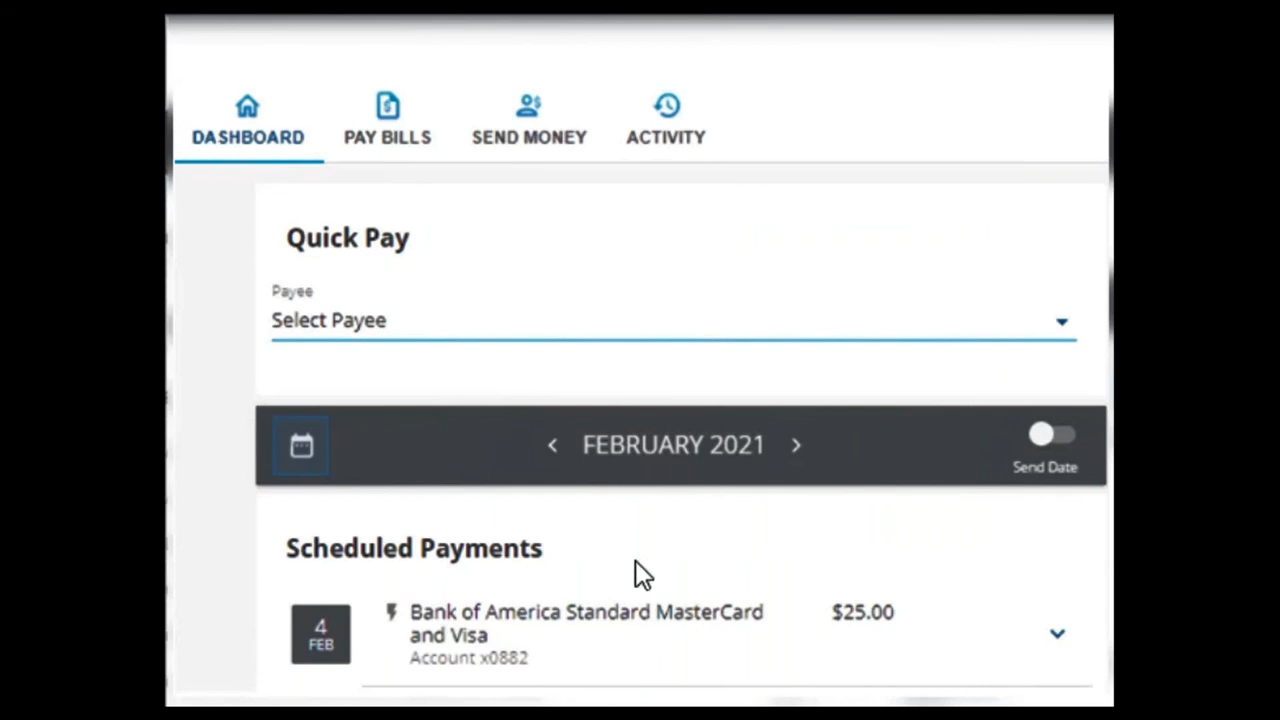 DASHBOARD
PAY BILLS
SEND MONEY
ACTIVITY
Quick Pay
Payee
Select Payee
FEBRUARY 2021
Send Date
Scheduled Payments
4
FEB
Bank of America Standard MasterCard
and Visa
Account x0882
$25.00